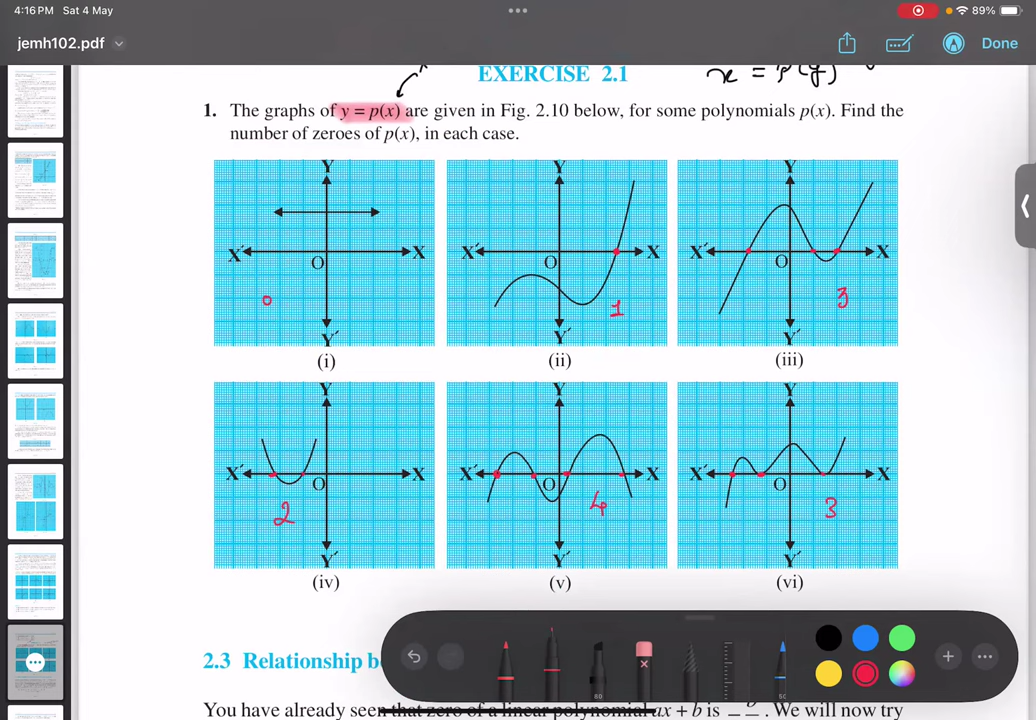 4:16 PM Sat 4 May
89%
jemh102.pdf
Done
EXERCISE 2.1
x = p(y)
1. The graphs of y = p(x) are given in Fig. 2.10 below, for some polynomials p(x). Find the
number of zeroes of p(x), in each case.
Y Y Y
X′ X X′ X X′ X
O O O
0 1 3
Y′ Y′ Y′
(i) (ii) (iii)
Y Y Y
X′ X X′ X X′ X
O O O
2 4 3
Y′ Y′ Y′
(iv) (v) (vi)
80 50
2.3 Relationship b
You have already seen that zero of a linear polynomial ax + b is . We will now try